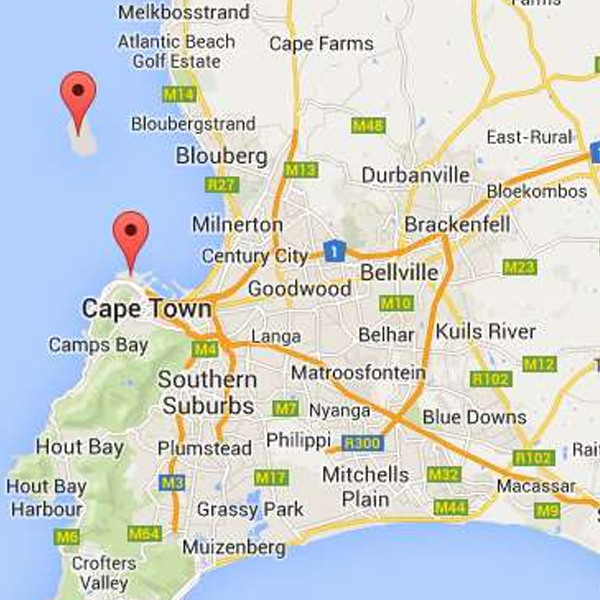 Melkbosstrand
Atlantic Beach
Golf Estate
Cape Farms
M14
Bloubergstrand
M48
East-Rural
Blouberg
M13
1
R27
Durbanville
Bloekombos
Milnerton
Brackenfell
Century City
1
Bellville
M23
Goodwood
M10
Cape Town
Camps Bay
M4
Langa
Belhar
Kuils River
Matroosfontein
M12
R102
Southern
Suburbs
M7
Nyanga
Blue Downs
Hout Bay
Plumstead
Philippi
R300
R102
Hout Bay
Harbour
M3
M17
Mitchells
Plain
M32
Macassar
M44
M9
Grassy Park
M6
M64
Muizenberg
Crofters
Valley